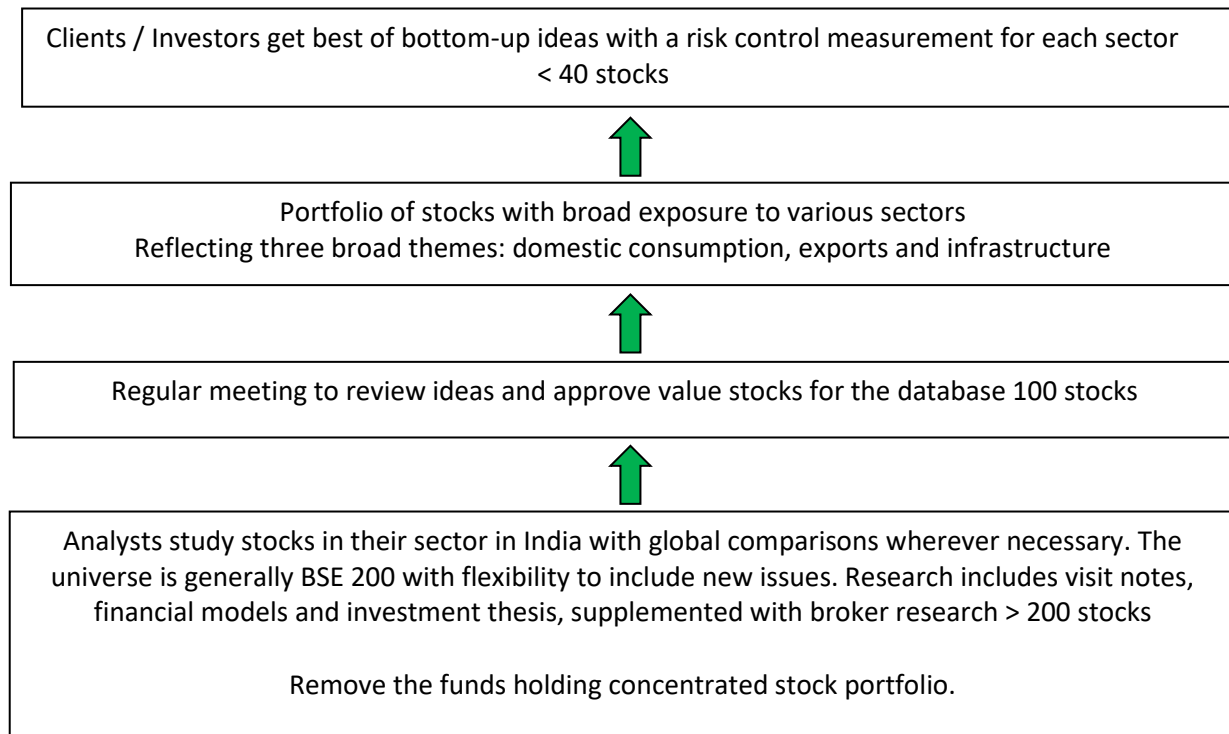 Clients / Investors get best of bottom-up ideas with a risk control measurement for each sector
< 40 stocks
Portfolio of stocks with broad exposure to various sectors
Reflecting three broad themes: domestic consumption, exports and infrastructure
Regular meeting to review ideas and approve value stocks for the database 100 stocks
Analysts study stocks in their sector in India with global comparisons wherever necessary. The
universe is generally BSE 200 with flexibility to include new issues. Research includes visit notes,
financial models and investment thesis, supplemented with broker research > 200 stocks
Remove the funds holding concentrated stock portfolio.